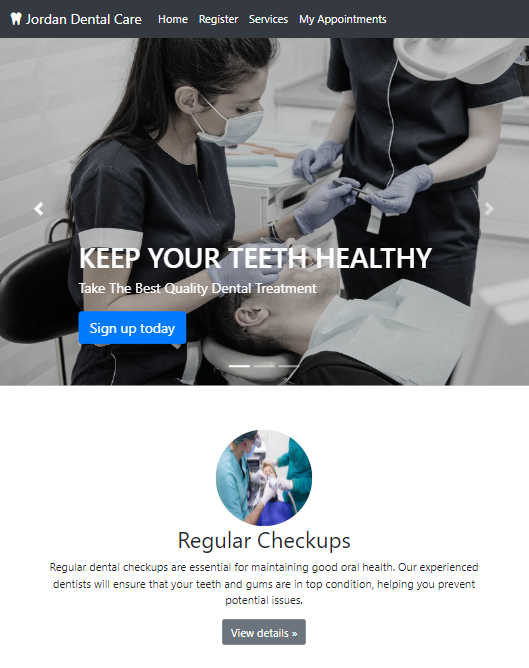 Jordan Dental Care Home Register Services My Appointments
KEEP YOUR TEETH HEALTHY
Take The Best Quality Dental Treatment
Sign up today
Regular Checkups
Regular dental checkups are essential for maintaining good oral health. Our experienced
dentists will ensure that your teeth and gums are in top condition, helping you prevent
potential issues.
View details »